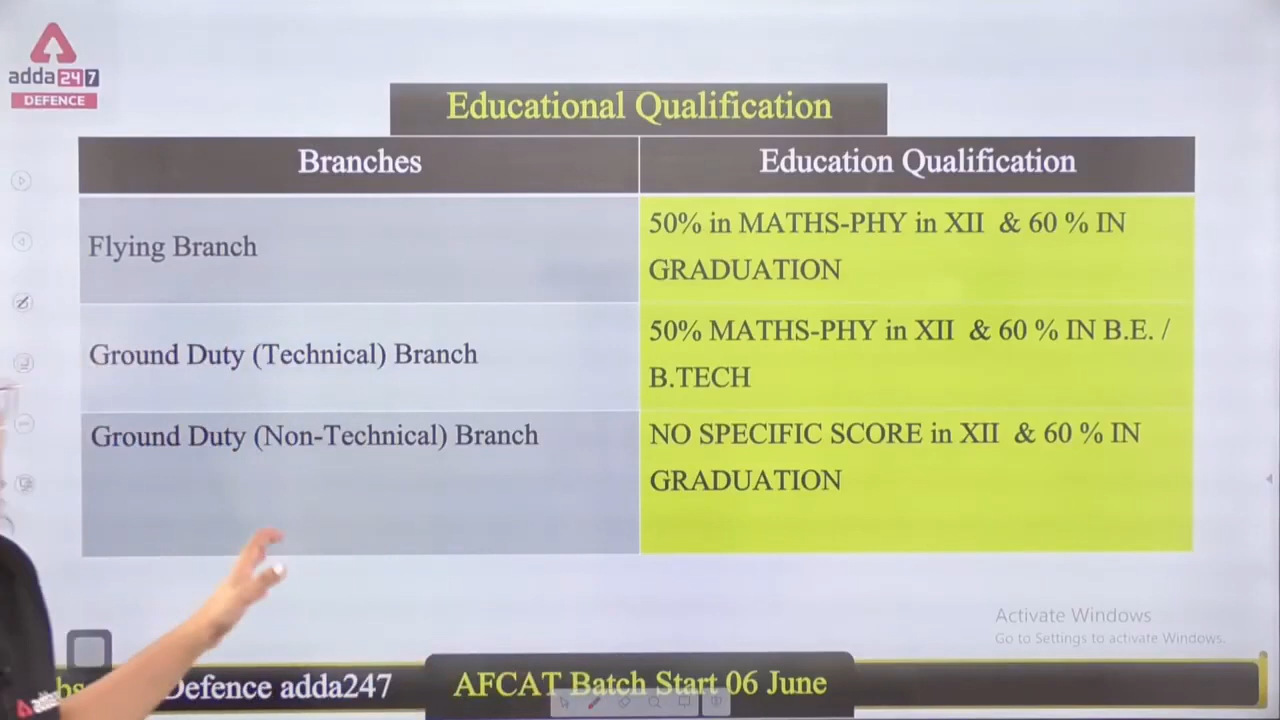 adda247
DEFENCE
Educational Qualification
Branches
Education Qualification
Flying Branch
50% in MATHS-PHY in XII & 60 % IN
GRADUATION
Ground Duty (Technical) Branch
50% MATHS-PHY in XII & 60 % IN B.E. /
B.TECH
Ground Duty (Non-Technical) Branch
NO SPECIFIC SCORE in XII & 60 % IN
GRADUATION
Activate Windows
Go to Settings to activate Windows.
Defence adda247
AFCAT Batch Start 06 June